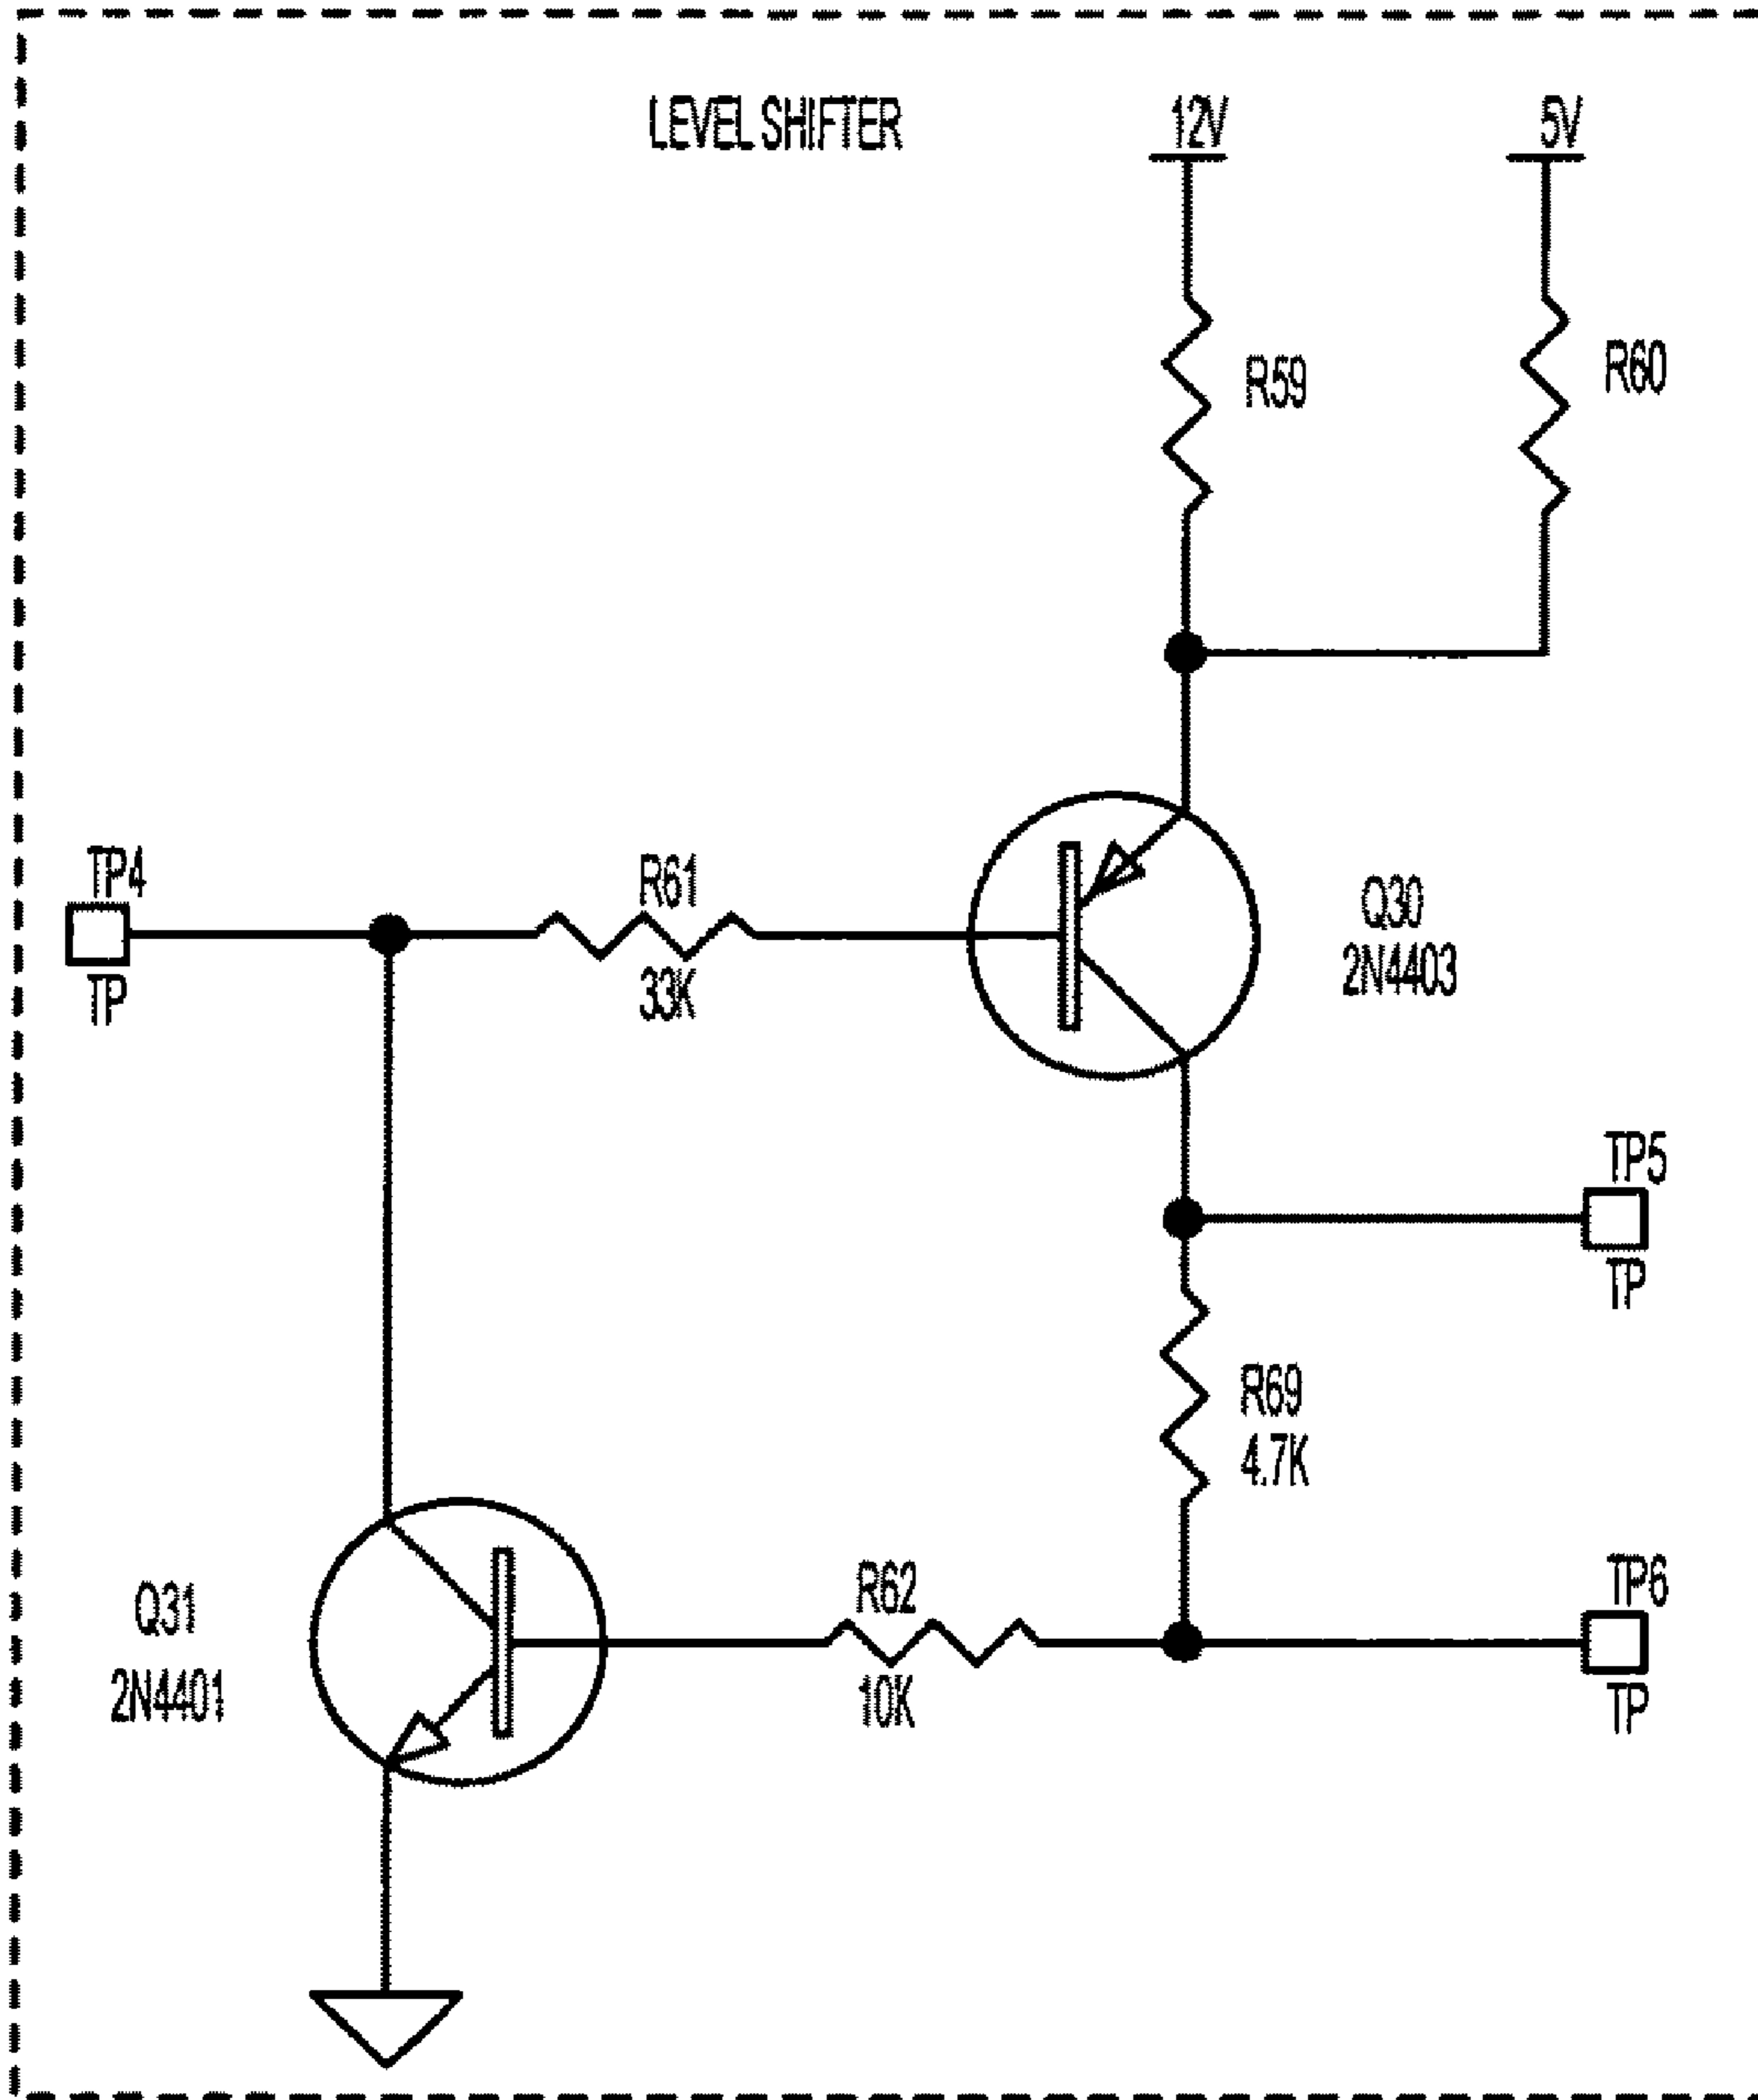 LEVEL SHIFTER
12V
5V
R59
R60
TP4
TP
R61
33K
Q30
2N4403
TP5
TP
R69
4.7K
Q31
2N4401
R62
10K
TP6
TP